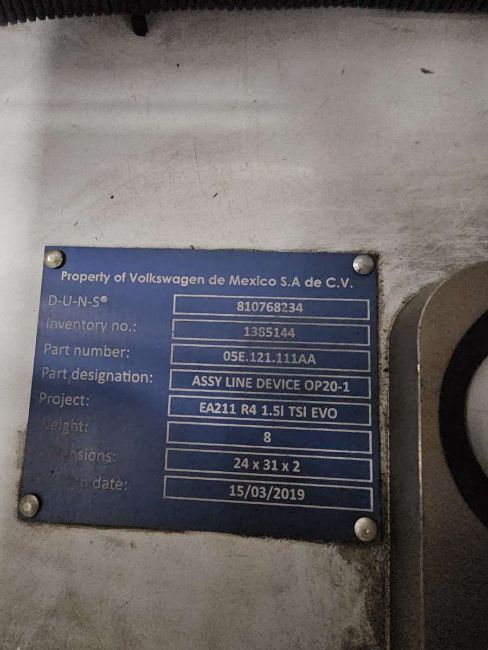 Property of Volkswagen de Mexico S.A de C.V.
D-U-N-S® 810768234
Inventory no.: 1385144
Part number: 05E.121.111AA
Part designation: ASSY LINE DEVICE OP20-1
Project: EA211 R4 1.5l TSI EVO
8
24 x 31 x 2
date: 15/03/2019